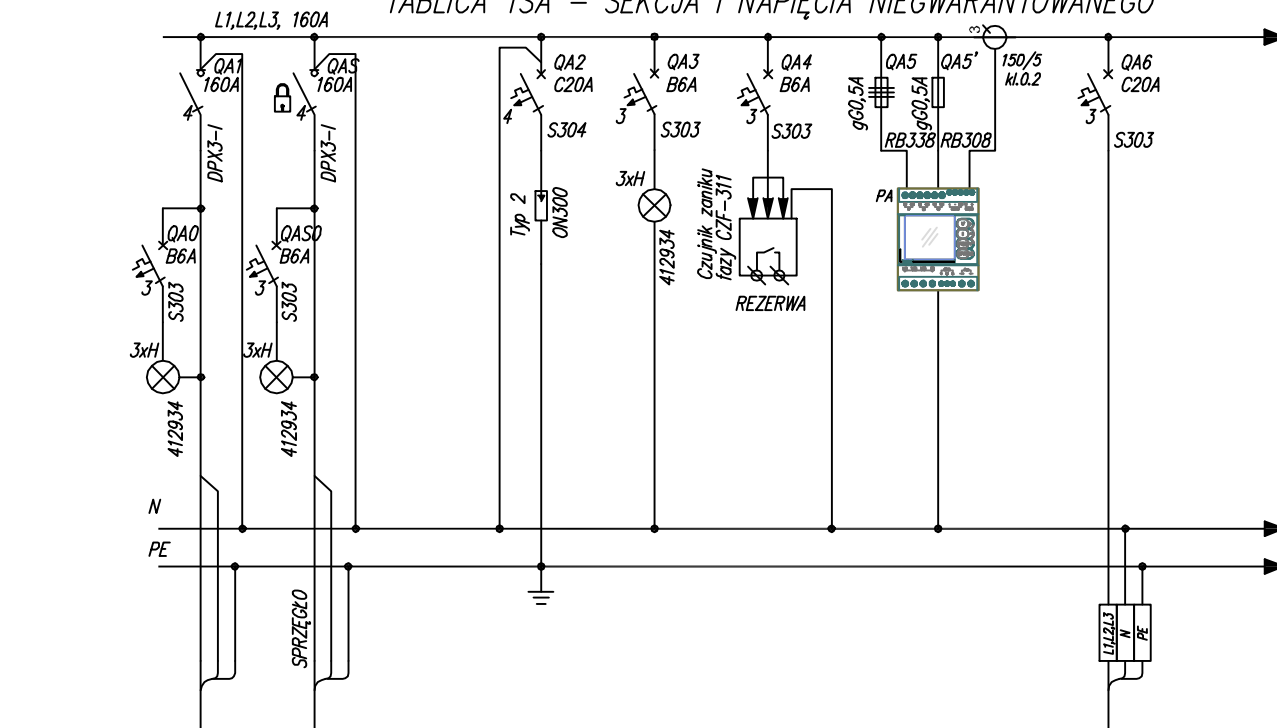 TABLICA TSA – SEKCJA I NAPIĘCIA NIEGWARANTOWANEGO
L1,L2,L3, 160A
QA1
160A
4
DPX3-I
QAS
160A
4
DPX3-I
QA2
C20A
4
S304
Typ 2
ON300
QA3
B6A
3
S303
3xH
412934
QA4
B6A
3
S303
Czujnik zaniku
fazy CZF-311
REZERWA
QA5
gG0,5A
RB338
QA5'
gG0,5A
RB308
3
150/5
kl.0.2
PA
QA6
C20A
3
S303
QA0
B6A
3
S303
3xH
412934
QAS0
B6A
3
S303
3xH
412934
N
PE
SPRZĘGŁO
L1,L2,L3
N
PE